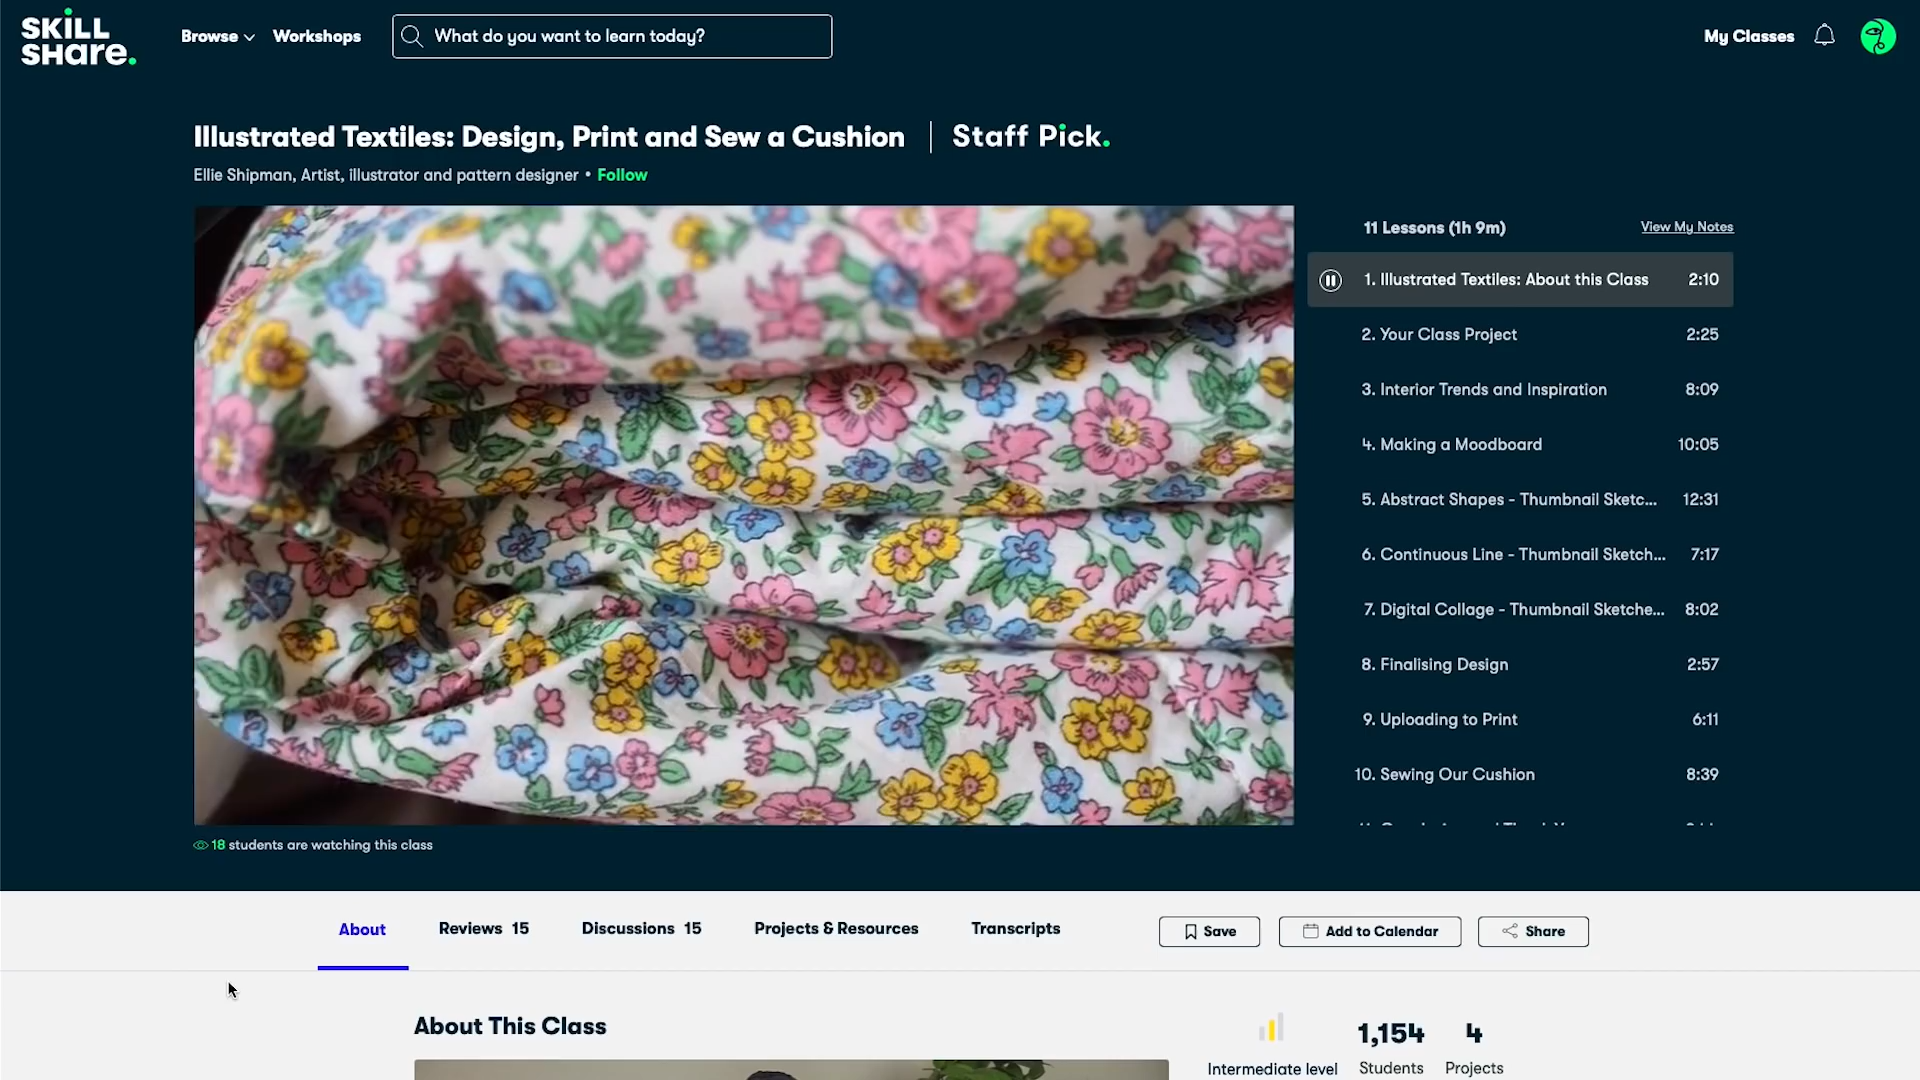 SKILL
SHARE.
Browse
Workshops
What do you want to learn today?
My Classes
Illustrated Textiles: Design, Print and Sew a Cushion
Staff Pick.
Ellie Shipman, Artist, illustrator and pattern designer • Follow
11 Lessons (1h 9m)
View My Notes
1. Illustrated Textiles: About this Class 2:10
2. Your Class Project 2:25
3. Interior Trends and Inspiration 8:09
4. Making a Moodboard 10:05
5. Abstract Shapes - Thumbnail Sketc... 12:31
6. Continuous Line - Thumbnail Sketch... 7:17
7. Digital Collage - Thumbnail Sketche... 8:02
8. Finalising Design 2:57
9. Uploading to Print 6:11
10. Sewing Our Cushion 8:39
18 students are watching this class
About
Reviews 15
Discussions 15
Projects & Resources
Transcripts
Save
Add to Calendar
Share
About This Class
Intermediate level
1,154
Students
4
Projects